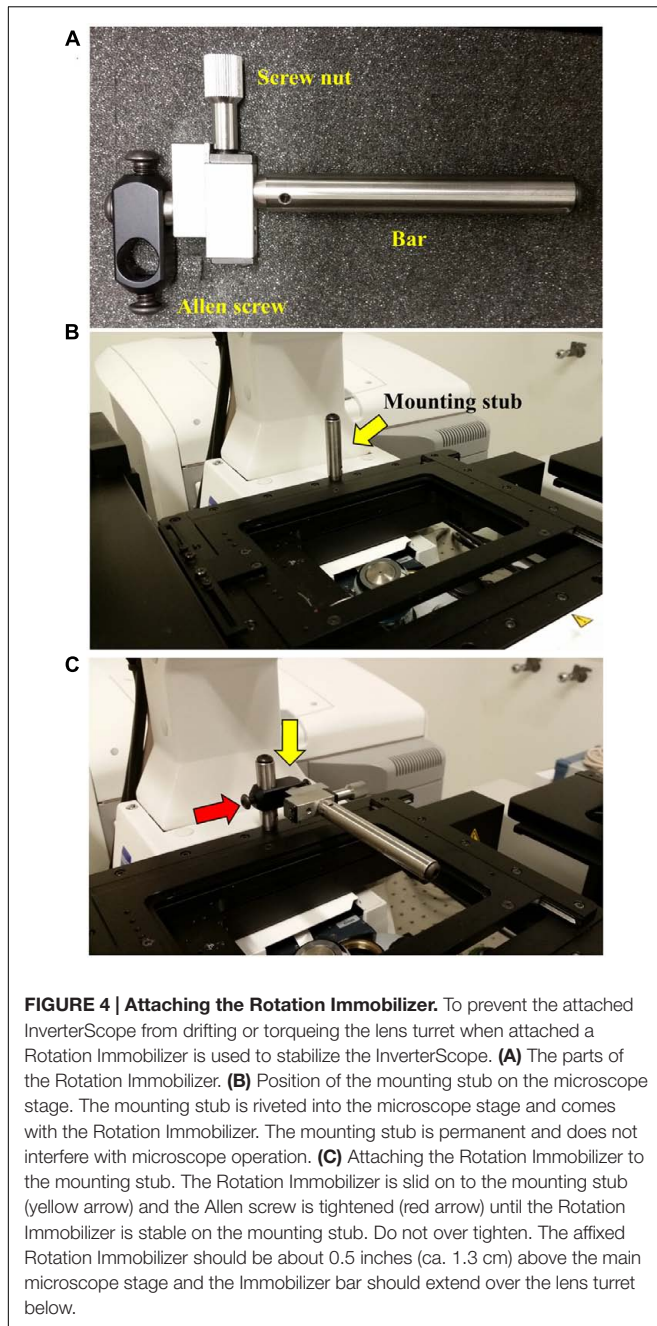 A
Screw nut
Bar
Allen screw
B
Mounting stub
C
FIGURE 4 | Attaching the Rotation Immobilizer. To prevent the attached
InverterScope from drifting or torqueing the lens turret when attached a
Rotation Immobilizer is used to stabilize the InverterScope. (A) The parts of
the Rotation Immobilizer. (B) Position of the mounting stub on the microscope
stage. The mounting stub is riveted into the microscope stage and comes
with the Rotation Immobilizer. The mounting stub is permanent and does not
interfere with microscope operation. (C) Attaching the Rotation Immobilizer to
the mounting stub. The Rotation Immobilizer is slid on to the mounting stub
(yellow arrow) and the Allen screw is tightened (red arrow) until the Rotation
Immobilizer is stable on the mounting stub. Do not over tighten. The affixed
Rotation Immobilizer should be about 0.5 inches (ca. 1.3 cm) above the main
microscope stage and the Immobilizer bar should extend over the lens turret
below.